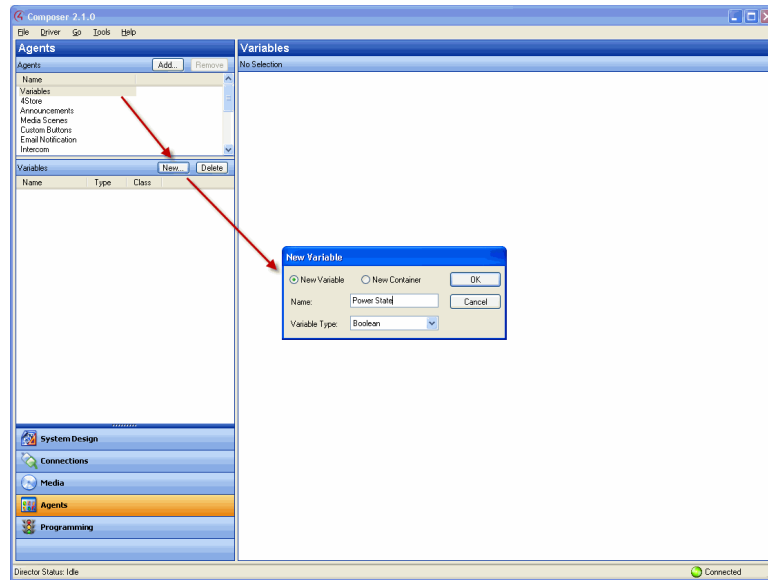 Composer 2.1.0
File Driver Go Tools Help
Agents
Variables
Agents Add... Remove
No Selection
Name
Variables
4Store
Announcements
Media Scenes
Custom Buttons
Email Notification
Intercom
Variables New... Delete
Name Type Class
New Variable
New Variable New Container OK
Name: Power State Cancel
Variable Type: Boolean
System Design
Connections
Media
Agents
Programming
Director Status: Idle
Connected